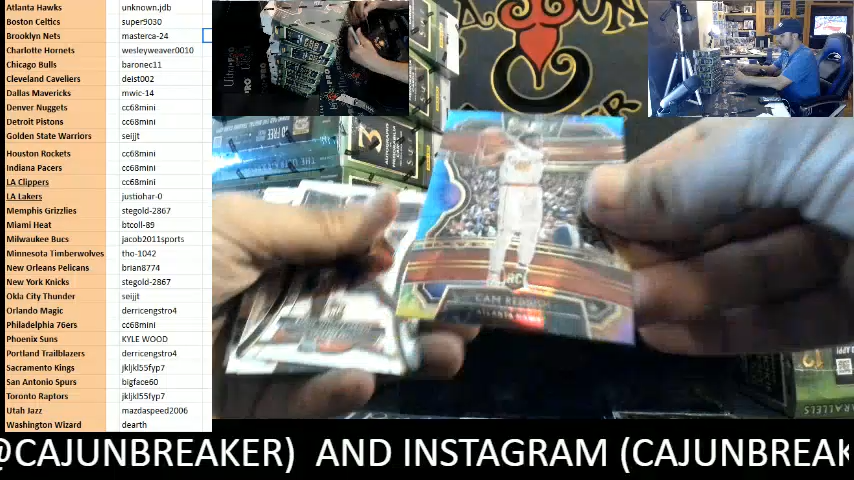 Atlanta Hawks unknown.jdb
Boston Celtics super9030
Brooklyn Nets masterca-24
Charlotte Hornets wesleyweaver0010
Chicago Bulls baronec11
Cleveland Cavaliers deist002
Dallas Mavericks mwic-14
Denver Nuggets cc68mini
Detroit Pistons cc68mini
Golden State Warriors seijjt
Houston Rockets cc68mini
Indiana Pacers cc68mini
LA Clippers cc68mini
LA Lakers justiohar-0
Memphis Grizzlies stegold-2867
Miami Heat btcoll-89
Milwaukee Bucs jacob2011sports
Minnesota Timberwolves tho-1042
New Orleans Pelicans brian8774
New York Knicks stegold-2867
Okla City Thunder seijjt
Orlando Magic derricengstro4
Philadelphia 76ers cc68mini
Phoenix Suns KYLE WOOD
Portland Trailblazers derricengstro4
Sacramento Kings jkljkl55fyp7
San Antonio Spurs bigface60
Toronto Raptors jkljkl55fyp7
Utah Jazz mazdaspeed2006
Washington Wizard dearth
RC
CAM REDDISH
ATLANTA HAWKS
PARALLELS
@CAJUNBREAKER) AND INSTAGRAM (CAJUNBREAK